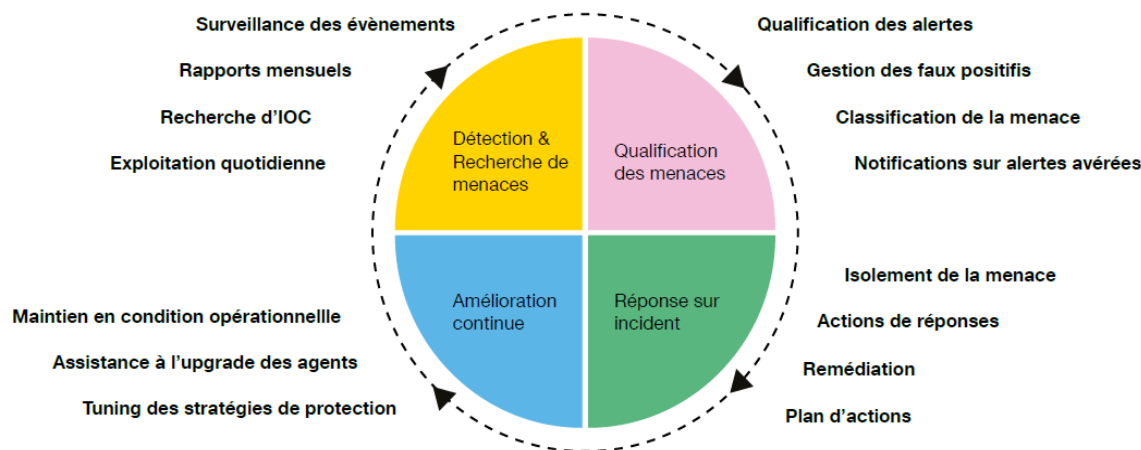 Surveillance des évènements
Rapports mensuels
Recherche d'IOC
Exploitation quotidienne
Détection &
Recherche de
menaces
Qualification des alertes
Gestion des faux positifis
Classification de la menace
Notifications sur alertes avérées
Qualification
des menaces
Isolement de la menace
Actions de réponses
Remédiation
Plan d'actions
Réponse sur
incident
Amélioration
continue
Maintien en condition opérationnellle
Assistance à l'upgrade des agents
Tuning des stratégies de protection